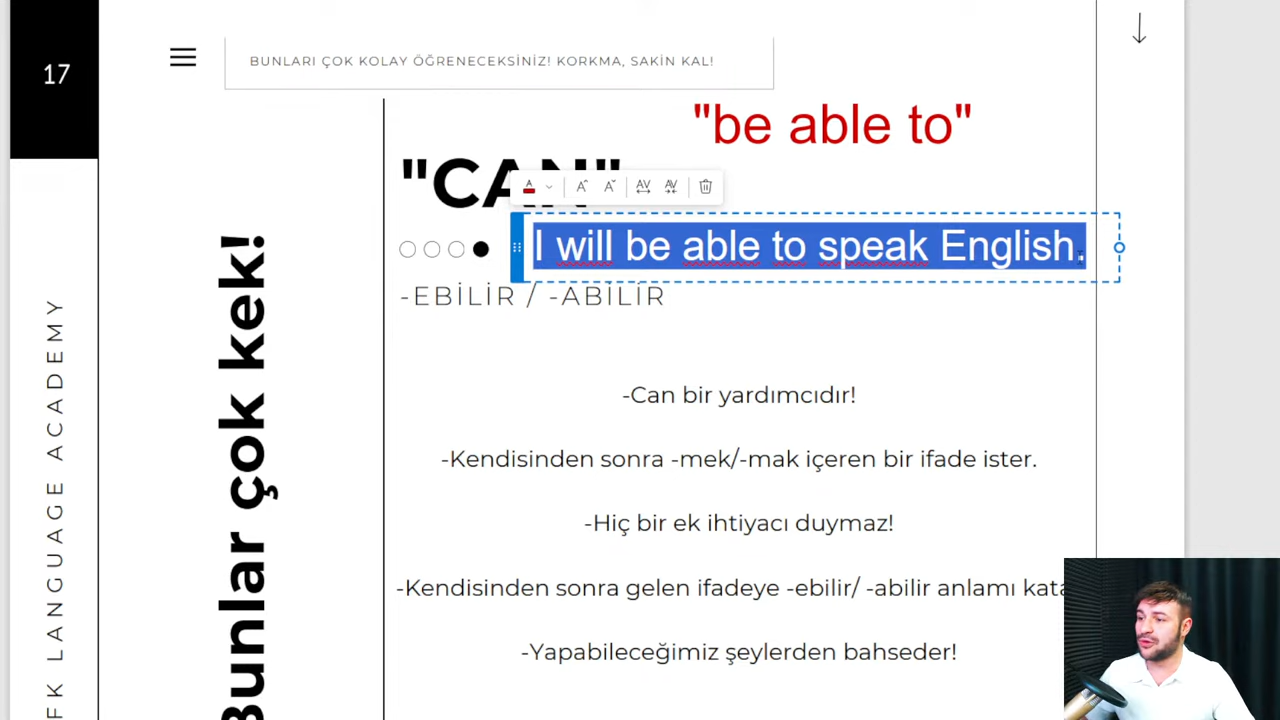 17
BUNLARI ÇOK KOLAY ÖĞRENECEKSİNİZ! KORKMA, SAKİN KAL!
"be able to"
"CAN"
I will be able to speak English.
-EBİLİR / -ABİLİR
-Can bir yardımcıdır!
-Kendisinden sonra -mek/-mak içeren bir ifade ister.
-Hiç bir ek ihtiyacı duymaz!
-Kendisinden sonra gelen ifadeye -ebilir/ -abilir anlamı
-Yapabileceğimiz şeylerden bahseder!
Bunlar çok kek!
FK LANGUAGE ACADEMY